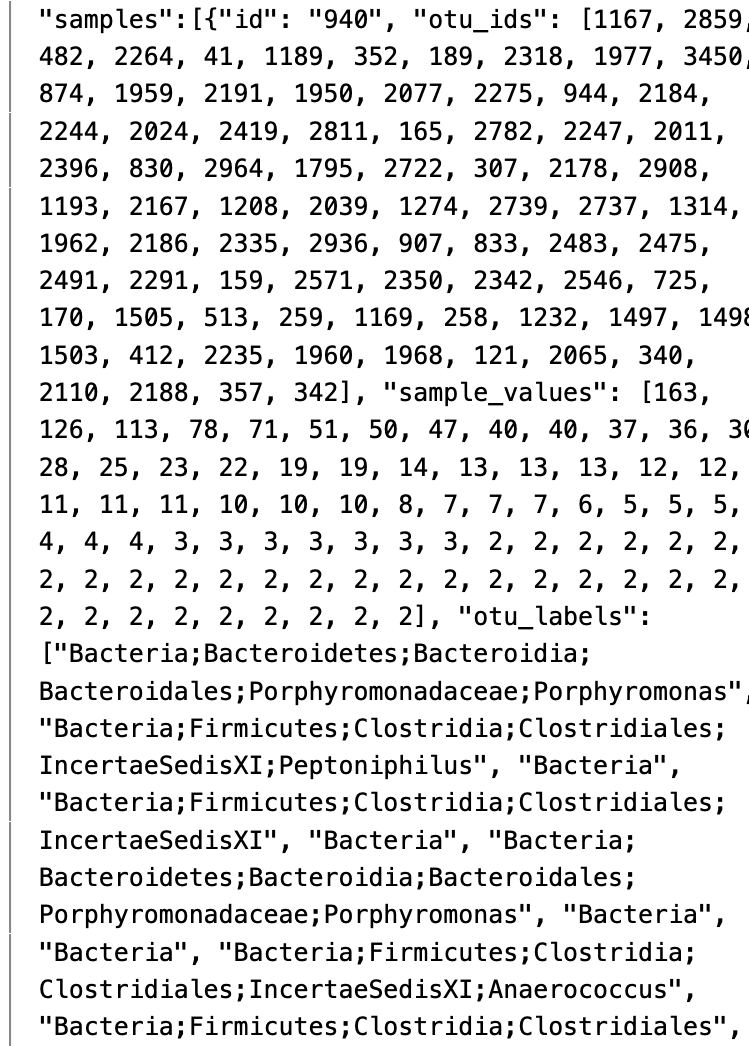 "samples":[{"id": "940", "otu_ids": [1167, 2859,
482, 2264, 41, 1189, 352, 189, 2318, 1977, 3450,
874, 1959, 2191, 1950, 2077, 2275, 944, 2184,
2244, 2024, 2419, 2811, 165, 2782, 2247, 2011,
2396, 830, 2964, 1795, 2722, 307, 2178, 2908,
1193, 2167, 1208, 2039, 1274, 2739, 2737, 1314,
1962, 2186, 2335, 2936, 907, 833, 2483, 2475,
2491, 2291, 159, 2571, 2350, 2342, 2546, 725,
170, 1505, 513, 259, 1169, 258, 1232, 1497, 1498
1503, 412, 2235, 1960, 1968, 121, 2065, 340,
2110, 2188, 357, 342], "sample_values": [163,
126, 113, 78, 71, 51, 50, 47, 40, 40, 37, 36, 30
28, 25, 23, 22, 19, 19, 14, 13, 13, 13, 12, 12,
11, 11, 11, 10, 10, 10, 8, 7, 7, 7, 6, 5, 5, 5,
4, 4, 4, 3, 3, 3, 3, 3, 3, 3, 2, 2, 2, 2, 2, 2,
2, 2, 2, 2, 2, 2, 2, 2, 2, 2, 2, 2, 2, 2, 2, 2,
2, 2, 2, 2, 2, 2, 2, 2, 2], "otu_labels":
["Bacteria;Bacteroidetes;Bacteroidia;
Bacteroidales;Porphyromonadaceae;Porphyromonas",
"Bacteria;Firmicutes;Clostridia;Clostridiales;
IncertaeSedisXI;Peptoniphilus", "Bacteria",
"Bacteria;Firmicutes;Clostridia;Clostridiales;
IncertaeSedisXI", "Bacteria", "Bacteria;
Bacteroidetes;Bacteroidia;Bacteroidales;
Porphyromonadaceae;Porphyromonas", "Bacteria",
"Bacteria", "Bacteria;Firmicutes;Clostridia;
Clostridiales;IncertaeSedisXI;Anaerococcus",
"Bacteria;Firmicutes;Clostridia;Clostridiales",